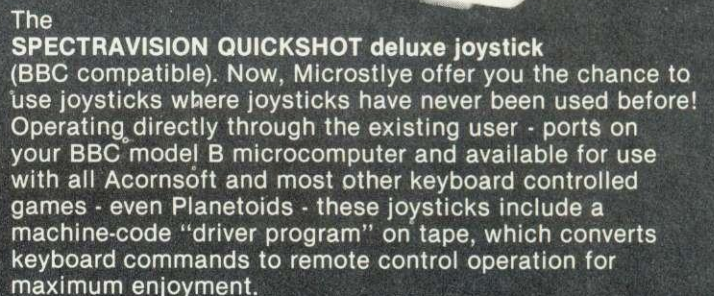 The
SPECTRAVISION QUICKSHOT deluxe joystick
(BBC compatible). Now, Microstlye offer you the chance to
use joysticks where joysticks have never been used before!
Operating directly through the existing user - ports on
your BBC model B microcomputer and available for use
with all Acornsoft and most other keyboard controlled
games - even Planetoids - these joysticks include a
machine-code "driver program" on tape, which converts
keyboard commands to remote control operation for
maximum enjoyment.